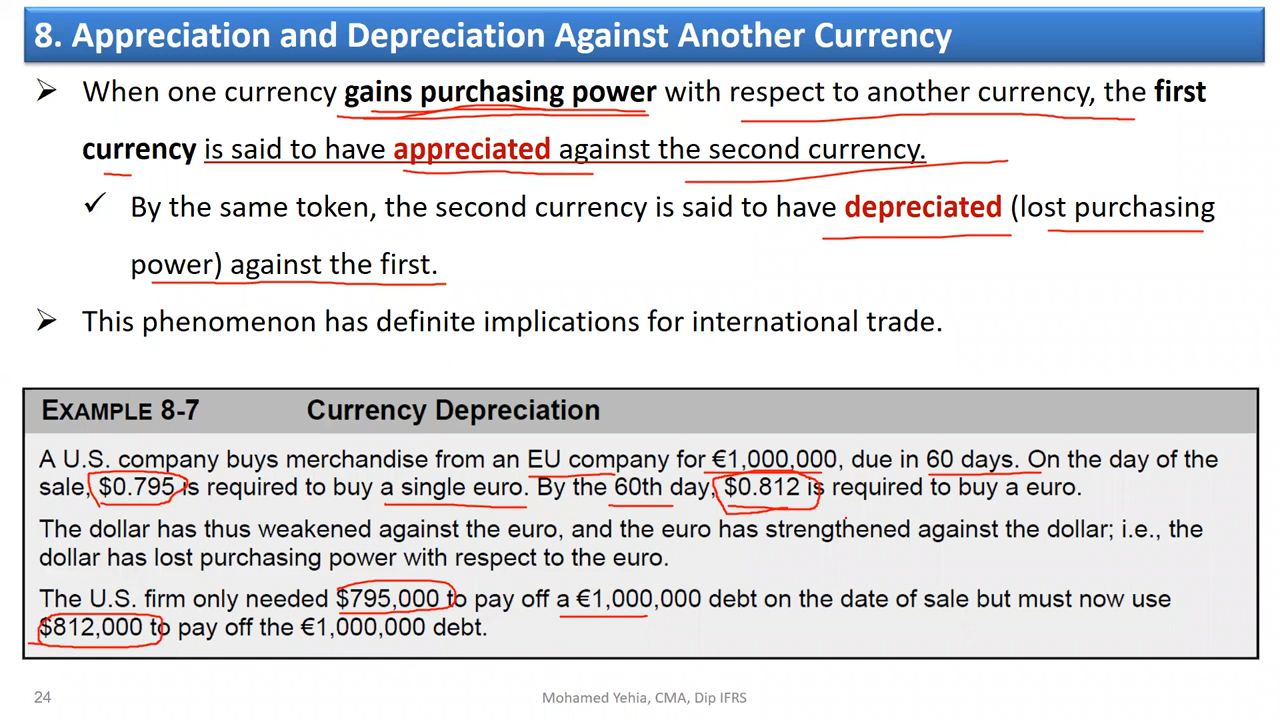 8. Appreciation and Depreciation Against Another Currency
➢ When one currency gains purchasing power with respect to another currency, the first
currency is said to have appreciated against the second currency.
✓ By the same token, the second currency is said to have depreciated (lost purchasing
power) against the first.
➢ This phenomenon has definite implications for international trade.
EXAMPLE 8-7 Currency Depreciation
A U.S. company buys merchandise from an EU company for €1,000,000, due in 60 days. On the day of the
sale, $0.795 is required to buy a single euro. By the 60th day, $0.812 is required to buy a euro.
The dollar has thus weakened against the euro, and the euro has strengthened against the dollar; i.e., the
dollar has lost purchasing power with respect to the euro.
The U.S. firm only needed $795,000 to pay off a €1,000,000 debt on the date of sale but must now use
$812,000 to pay off the €1,000,000 debt.
24 Mohamed Yehia, CMA, Dip IFRS